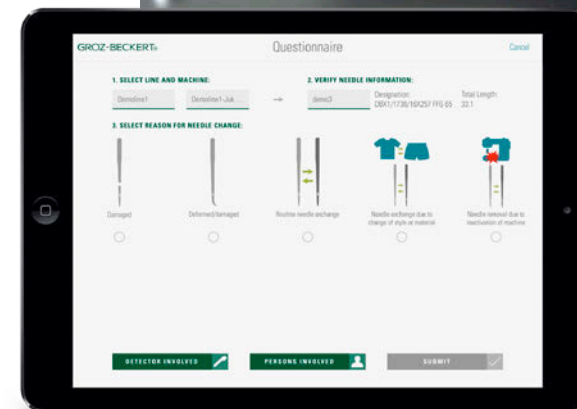 GROZ-BECKERT®
Questionnaire
Cancel
1. SELECT LINE AND MACHINE:
2. VERIFY NEEDLE INFORMATION:
Demoline1
Demoline1-Juk...
demo3
Designation:
DBX1/1738/16X257 FFG 65
Total Length:
33.1
3. SELECT REASON FOR NEEDLE CHANGE:
Damaged
Deformed/damaged
Routine needle exchange
Needle exchange due to
change of style or material
Needle removal due to
reactivation of machine
DETECTOR INVOLVED
PERSONS INVOLVED
SUBMIT